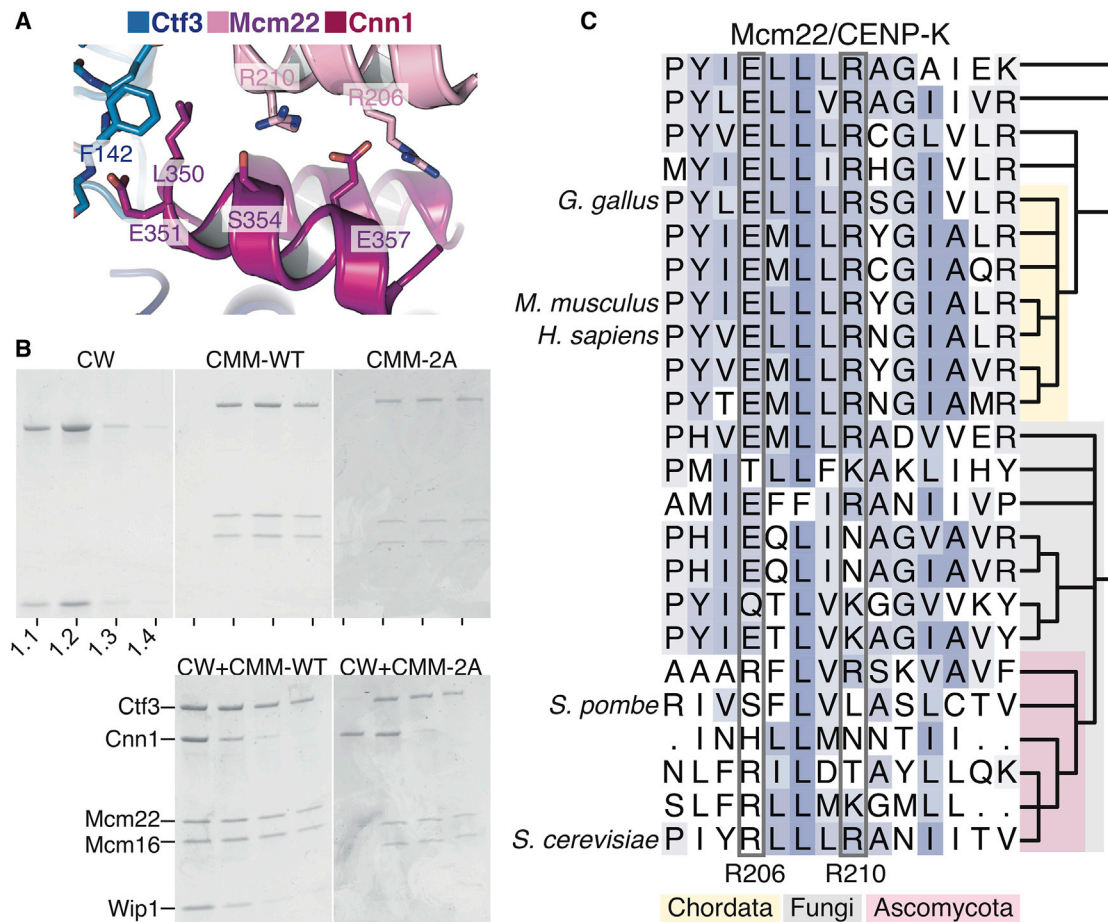 A
Ctf3 Mcm22 Cnn1
R210
R206
F142
L350
S354
E351
E357
B
CW CMM-WT CMM-2A
1.1 1.2 1.3 1.4
CW+CMM-WT CW+CMM-2A
Ctf3
Cnn1
Mcm22
Mcm16
Wip1
C
Mcm22/CENP-K
PYIELLLRAGAIEK
PYLELLVRAGIIVR
PYVELLLRCGLVLR
MYIELLIRHGIVLR
G. gallus PYLELLLRSGIVLR
PYIEMLLRYGIALR
PYIEMLLRCGIAQR
M. musculus PYIELLLRYGIALR
H. sapiens PYVELLLRNGIALR
PYVEMLLRYGIAVR
PYTEMLLRNGIAMR
PHVEMLLRADVVER
PMITLLFKAKLIHY
AMIEFFIRANIIVP
PHIEQLINAGVAVR
PHIEQLINAGIAVR
PYIQTLVKGGVVKY
PYIETLVKAGIAVY
AAARFLVRSKVAVF
S. pombe RIVSFLVLASLCTV
.INHLLMNNTII..
NLFRILDTAYLLQK
SLFRLLMKGMLL..
S. cerevisiae PIYRLLLRANIITV
R206 R210
Chordata Fungi Ascomycota